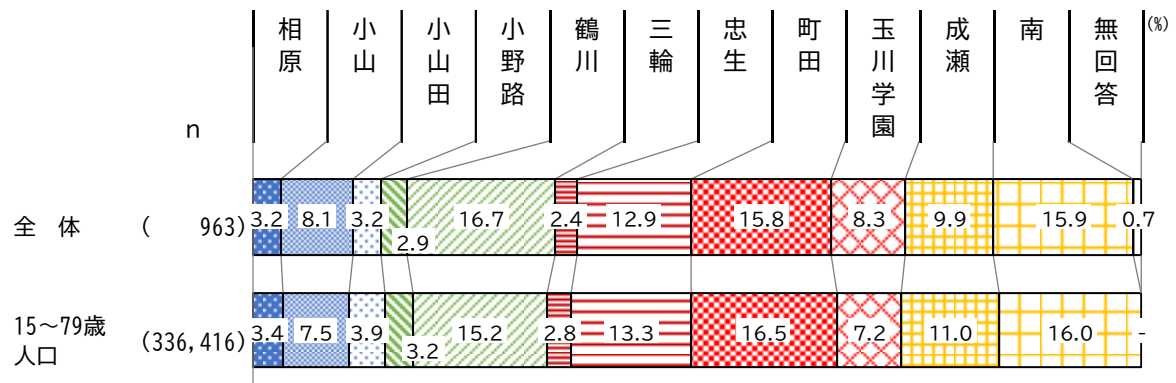 相原 小山 小山田 小野路 鶴川 三輪 忠生 町田 玉川学園 成瀬 南 無回答 (%)
n
全 体 ( 963) 3.2 8.1 3.2 2.9 16.7 2.4 12.9 15.8 8.3 9.9 15.9 0.7
15～79歳
人口 (336,416) 3.4 7.5 3.9 3.2 15.2 2.8 13.3 16.5 7.2 11.0 16.0 -